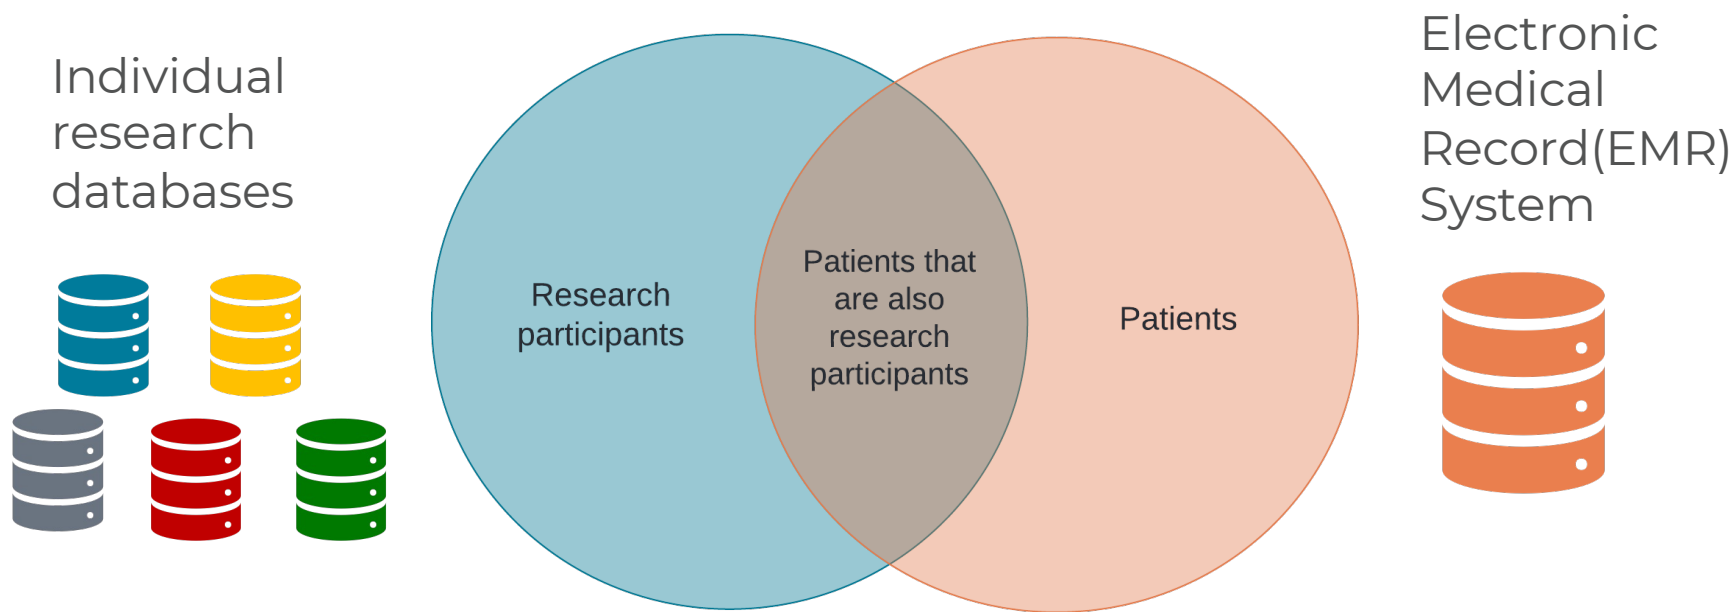 Individual
research
databases
Research
participants
Patients that
are also
research
participants
Patients
Electronic
Medical
Record(EMR)
System